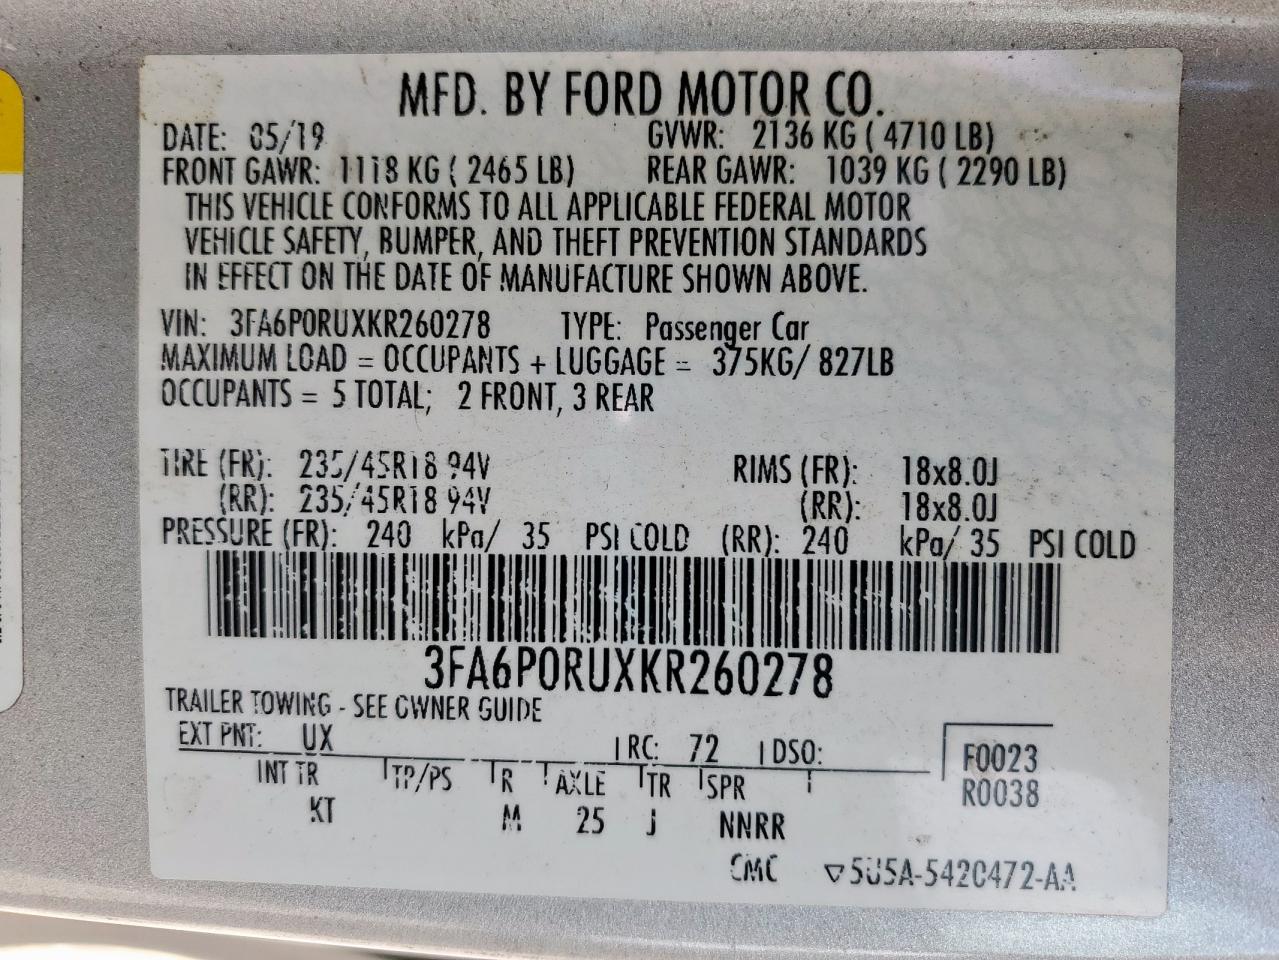 MFD. BY FORD MOTOR CO.
DATE: 05/19 GVWR: 2136 KG ( 4710 LB)
FRONT GAWR: 1118 KG ( 2465 LB) REAR GAWR: 1039 KG ( 2290 LB)
THIS VEHICLE CONFORMS TO ALL APPLICABLE FEDERAL MOTOR
VEHICLE SAFETY, BUMPER, AND THEFT PREVENTION STANDARDS
IN EFFECT ON THE DATE OF MANUFACTURE SHOWN ABOVE.
VIN: 3FA6P0RUXKR260278 TYPE: Passenger Car
MAXIMUM LOAD = OCCUPANTS + LUGGAGE = 375KG/ 827LB
OCCUPANTS = 5 TOTAL; 2 FRONT, 3 REAR
TIRE (FR): 235/45R18 94V RIMS (FR): 18x8.0J
(RR): 235/45R18 94V (RR): 18x8.0J
PRESSURE (FR): 240 kPa/ 35 PSI COLD (RR): 240 kPa/ 35 PSI COLD
3FA6P0RUXKR260278
TRAILER TOWING - SEE OWNER GUIDE
EXT PNT: UX RC: 72 DSO: F0023
INT TR TP/PS R AXLE TR SPR R0038
KT M 25 J NNRR
CMC ▽5U5A-5420472-AA